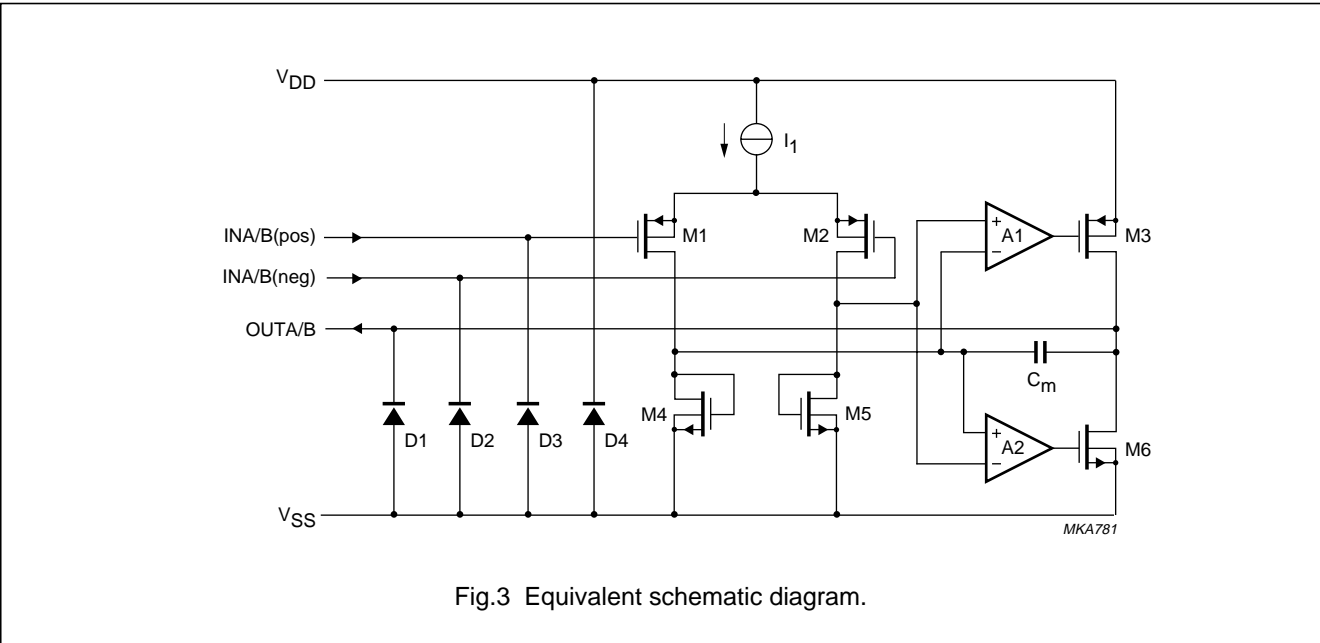 VDD
I1
INA/B(pos)
M1
M2
+
A1
−
M3
INA/B(neg)
OUTA/B
Cm
M4
M5
D1
D2
D3
D4
+
A2
−
M6
VSS
MKA781
Fig.3 Equivalent schematic diagram.